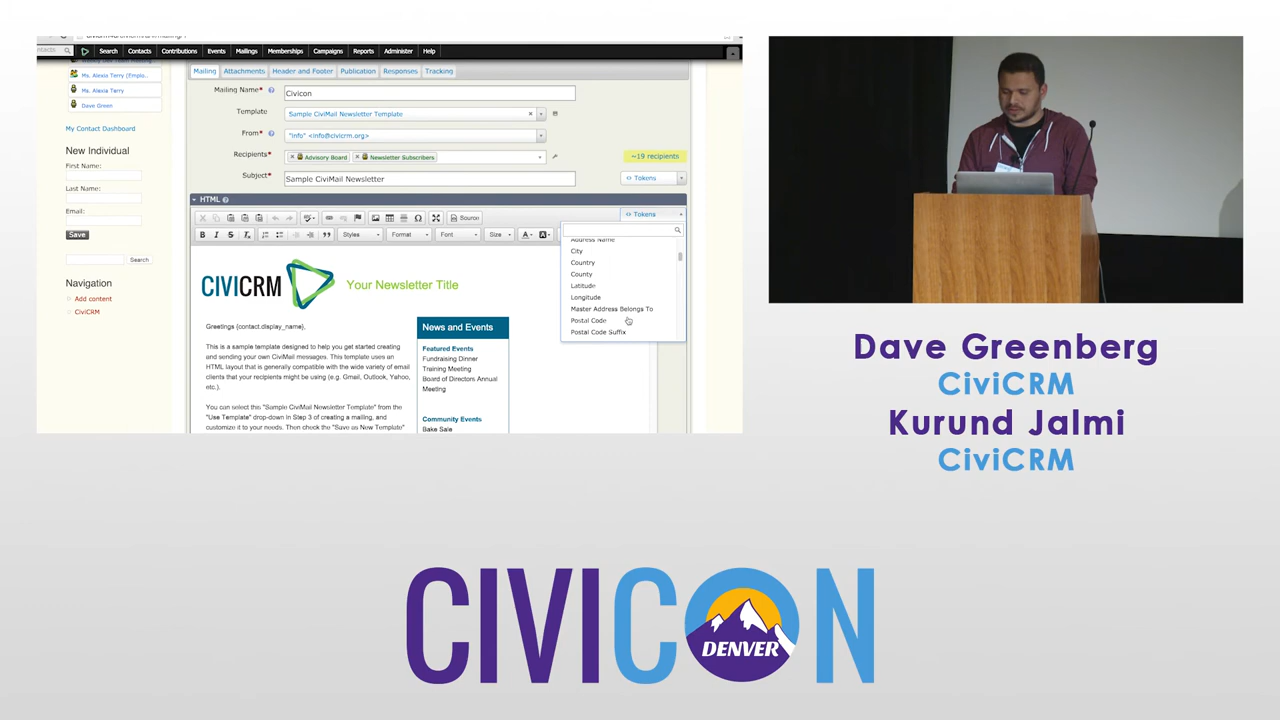 Search Contacts Contributions Events Mailings Memberships Campaigns Reports Administer Help
Ms. Alexia Terry (Emplo..
Ms. Alexia Terry
Dave Green
My Contact Dashboard
New Individual
First Name:
Last Name:
Email:
Save
Search
Navigation
Add content
CiviCRM
Mailing Attachments Header and Footer Publication Responses Tracking
Mailing Name* Civicon
Template Sample CiviMail Newsletter Template
From* "info" <info@civicrm.org>
Recipients* Advisory Board Newsletter Subscribers ~19 recipients
Subject* Sample CiviMail Newsletter Tokens
HTML
Sourc Tokens
B I S Styles Format Font Size A A
Address Name
City
Country
County
Latitude
Longitude
Master Address Belongs To
Postal Code
Postal Code Suffix
CIVICRM Your Newsletter Title
Greetings {contact.display_name},
This is a sample template designed to help you get started creating
and sending your own CiviMail messages. This template uses an
HTML layout that is generally compatible with the wide variety of email
clients that your recipients might be using (e.g. Gmail, Outlook, Yahoo,
etc.).
You can select this "Sample CiviMail Newsletter Template" from the
"Use Template" drop-down in Step 3 of creating a mailing, and
customize it to your needs. Then check the "Save as New Template"
News and Events
Featured Events
Fundraising Dinner
Training Meeting
Board of Directors Annual
Meeting
Community Events
Bake Sale
Dave Greenberg
CiviCRM
Kurund Jalmi
CiviCRM
CIVICON
DENVER